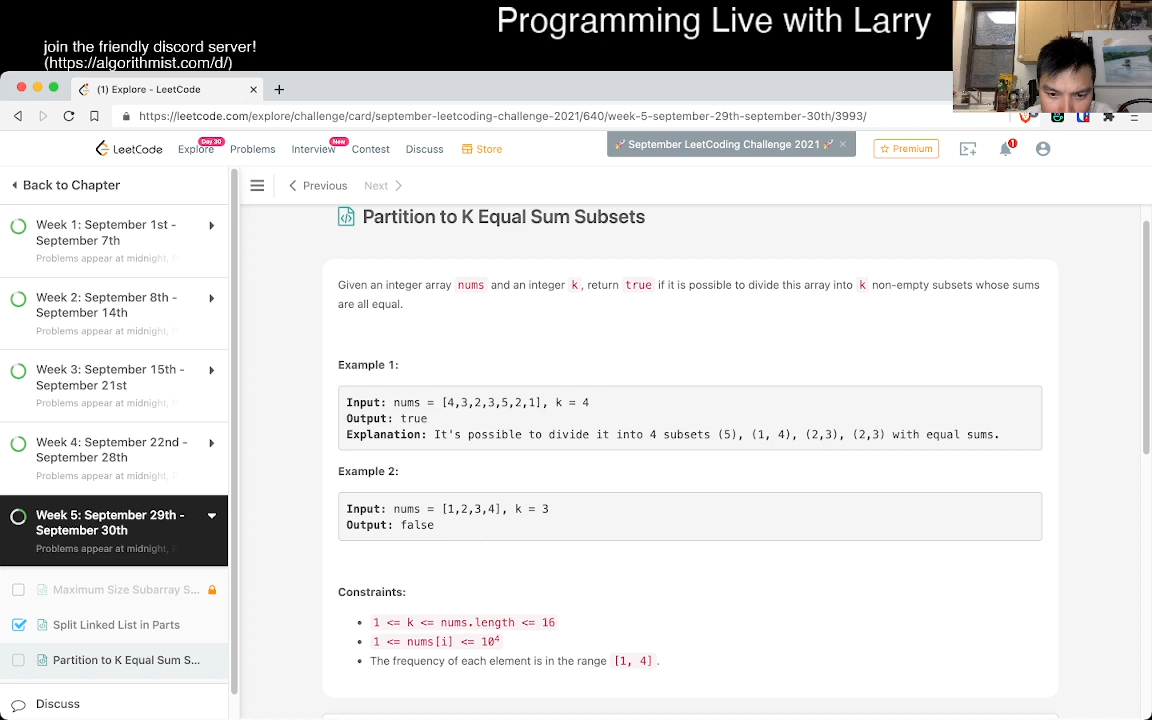 Programming Live with Larry
join the friendly discord server!
(https://algorithmist.com/d/)
(1) Explore - LeetCode
https://leetcode.com/explore/challenge/card/september-leetcoding-challenge-2021/640/week-5-september-29th-september-30th/3993/
LeetCode
Explore
Day 30
Problems
Interview
New
Contest
Discuss
Store
September LeetCoding Challenge 2021
Premium
1
Back to Chapter
Previous
Next
Week 1: September 1st -
September 7th
Problems appear at midnight,
Week 2: September 8th -
September 14th
Problems appear at midnight,
Week 3: September 15th -
September 21st
Problems appear at midnight,
Week 4: September 22nd -
September 28th
Problems appear at midnight,
Week 5: September 29th -
September 30th
Problems appear at midnight,
Maximum Size Subarray S...
Split Linked List in Parts
Partition to K Equal Sum S...
Discuss
Partition to K Equal Sum Subsets
Given an integer array nums and an integer k, return true if it is possible to divide this array into k non-empty subsets whose sums
are all equal.
Example 1:
Input: nums = [4,3,2,3,5,2,1], k = 4
Output: true
Explanation: It's possible to divide it into 4 subsets (5), (1, 4), (2,3), (2,3) with equal sums.
Example 2:
Input: nums = [1,2,3,4], k = 3
Output: false
Constraints:
1 <= k <= nums.length <= 16
1 <= nums[i] <= 10⁴
The frequency of each element is in the range [1, 4].